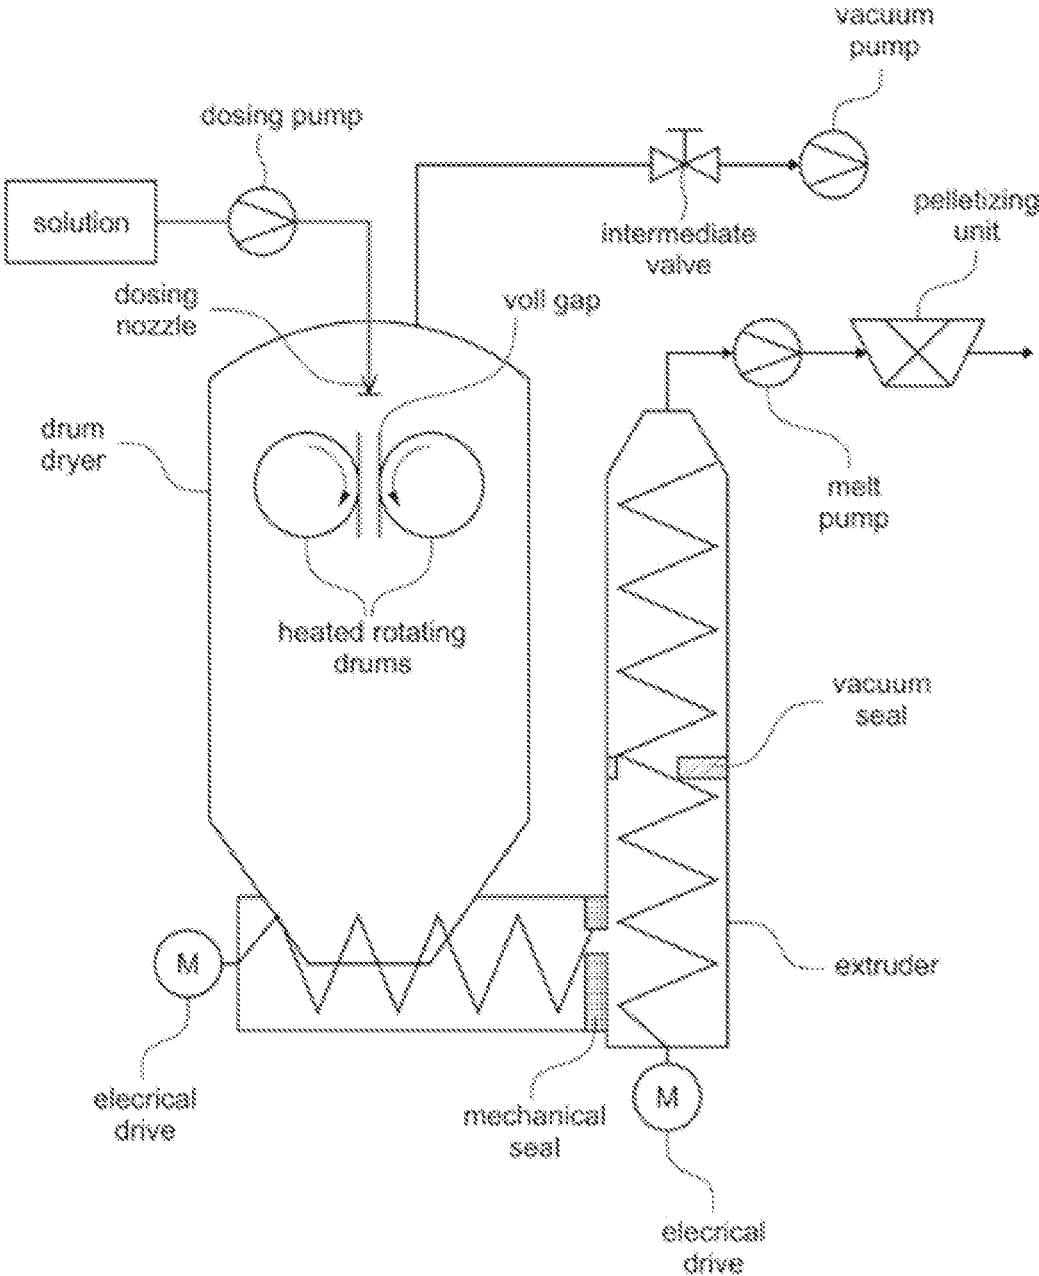 vacuum
pump
dosing pump
solution
pelletizing
unit
intermediate
valve
dosing
nozzle
voll gap
drum
dryer
melt
pump
heated rotating
drums
vacuum
seal
M
extruder
elecrical
drive
M
mechanical
seal
elecrical
drive